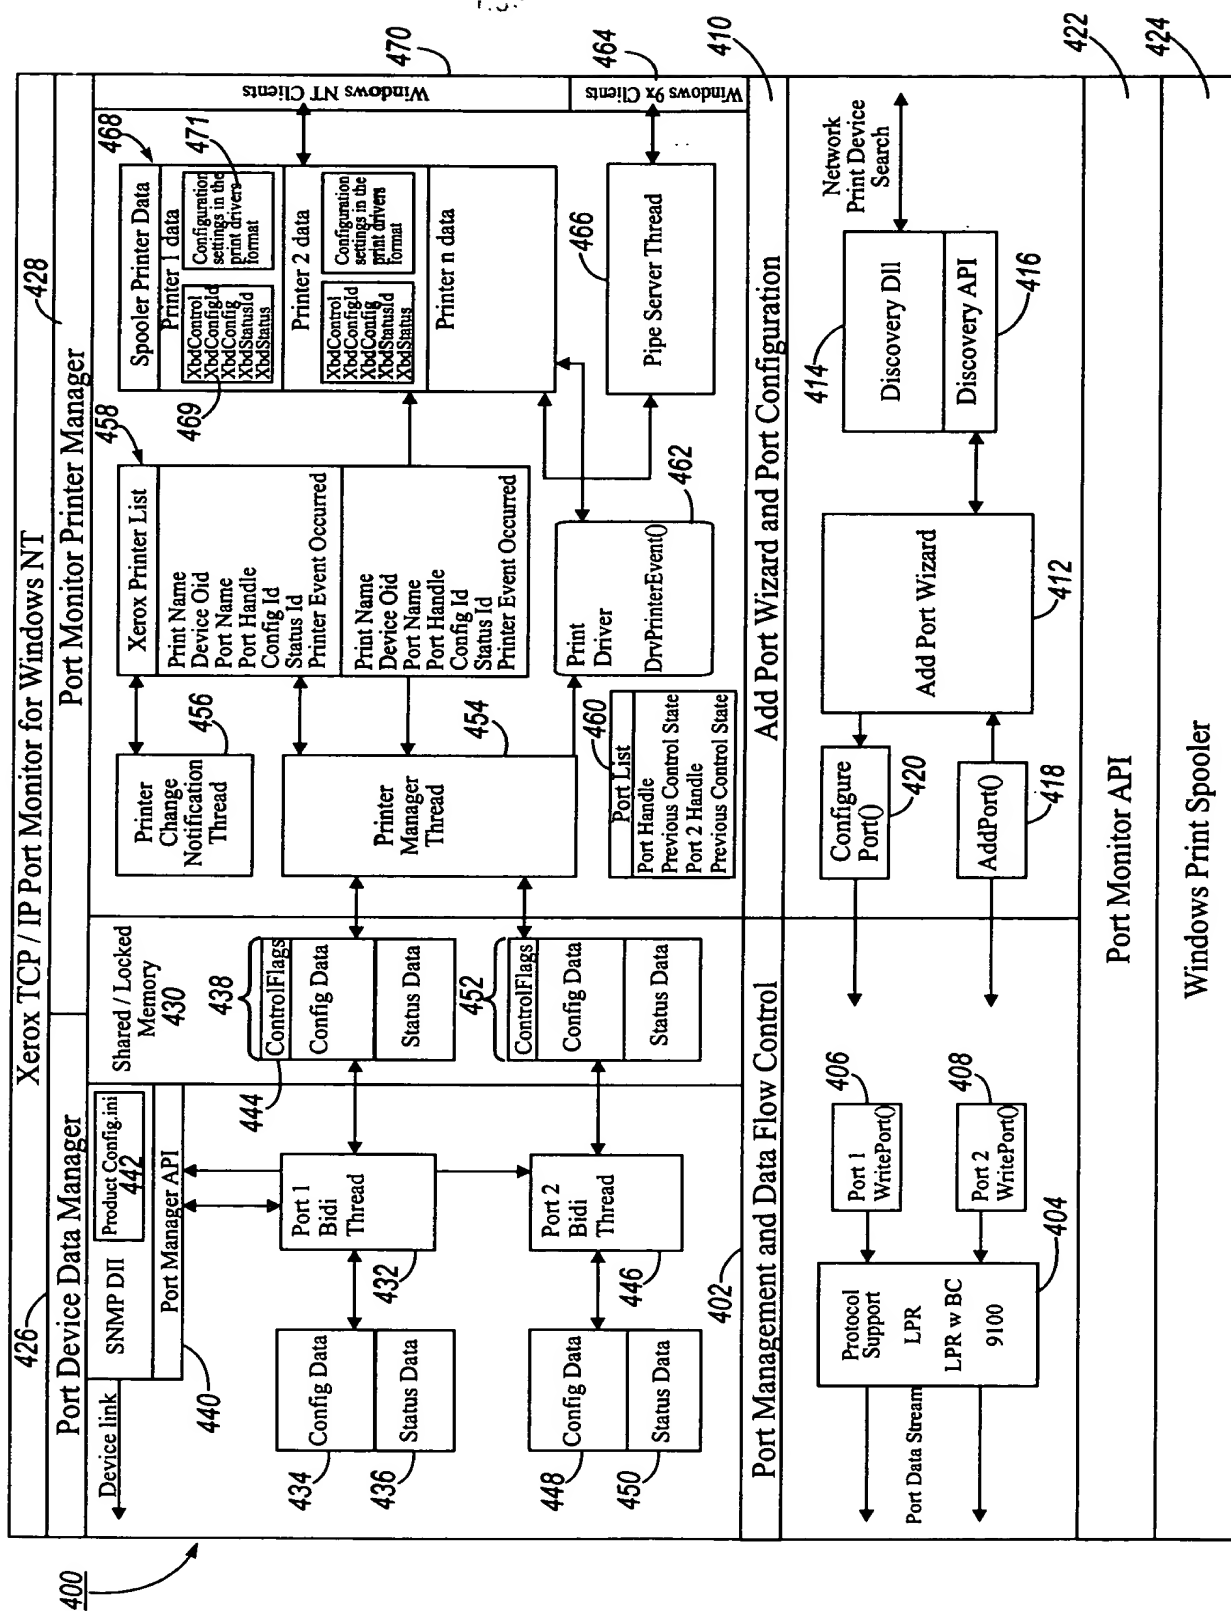 400
Xerox TCP / IP Port Monitor for Windows NT
426
Port Device Data Manager
428
Port Monitor Printer Manager
Device link
SNMP Dll
Product Config.ini
442
Port Manager API
440
Shared / Locked
Memory
430
434
Config Data
436
Status Data
Port 1
Bidi
Thread
432
438
444
ControlFlags
Config Data
Status Data
448
Config Data
450
Status Data
Port 2
Bidi
Thread
446
452
ControlFlags
Config Data
Status Data
Printer
Change
Notification
Thread
456
Printer
Manager
Thread
454
Port List
460
Port Handle
Previous Control State
Port 2 Handle
Previous Control State
458
Xerox Printer List
Print Name
Device Oid
Port Name
Port Handle
Config Id
Status Id
Printer Event Occurred
Print Name
Device Oid
Port Name
Port Handle
Config Id
Status Id
Printer Event Occurred
Print
Driver
DrvPrinterEvent()
462
468
Spooler Printer Data
Printer 1 data
XbdControl
XbdConfigId
XbdConfig
XbdStatusId
XbdStatus
469
Configuration
settings in the
print drivers
format
471
Printer 2 data
XbdControl
XbdConfigId
XbdConfig
XbdStatusId
XbdStatus
Configuration
settings in the
print drivers
format
Printer n data
Pipe Server Thread
466
Windows NT Clients
470
Windows 9x Clients
464
402
Port Management and Data Flow Control
Add Port Wizard and Port Configuration
410
Port Data Stream
Protocol
Support
LPR
LPR w BC
9100
404
Port 1
WritePort()
406
Port 2
WritePort()
408
Configure
Port()
420
AddPort()
418
Add Port Wizard
412
414
Discovery Dll
Discovery API
416
Network
Print Device
Search
Port Monitor API
422
Windows Print Spooler
424